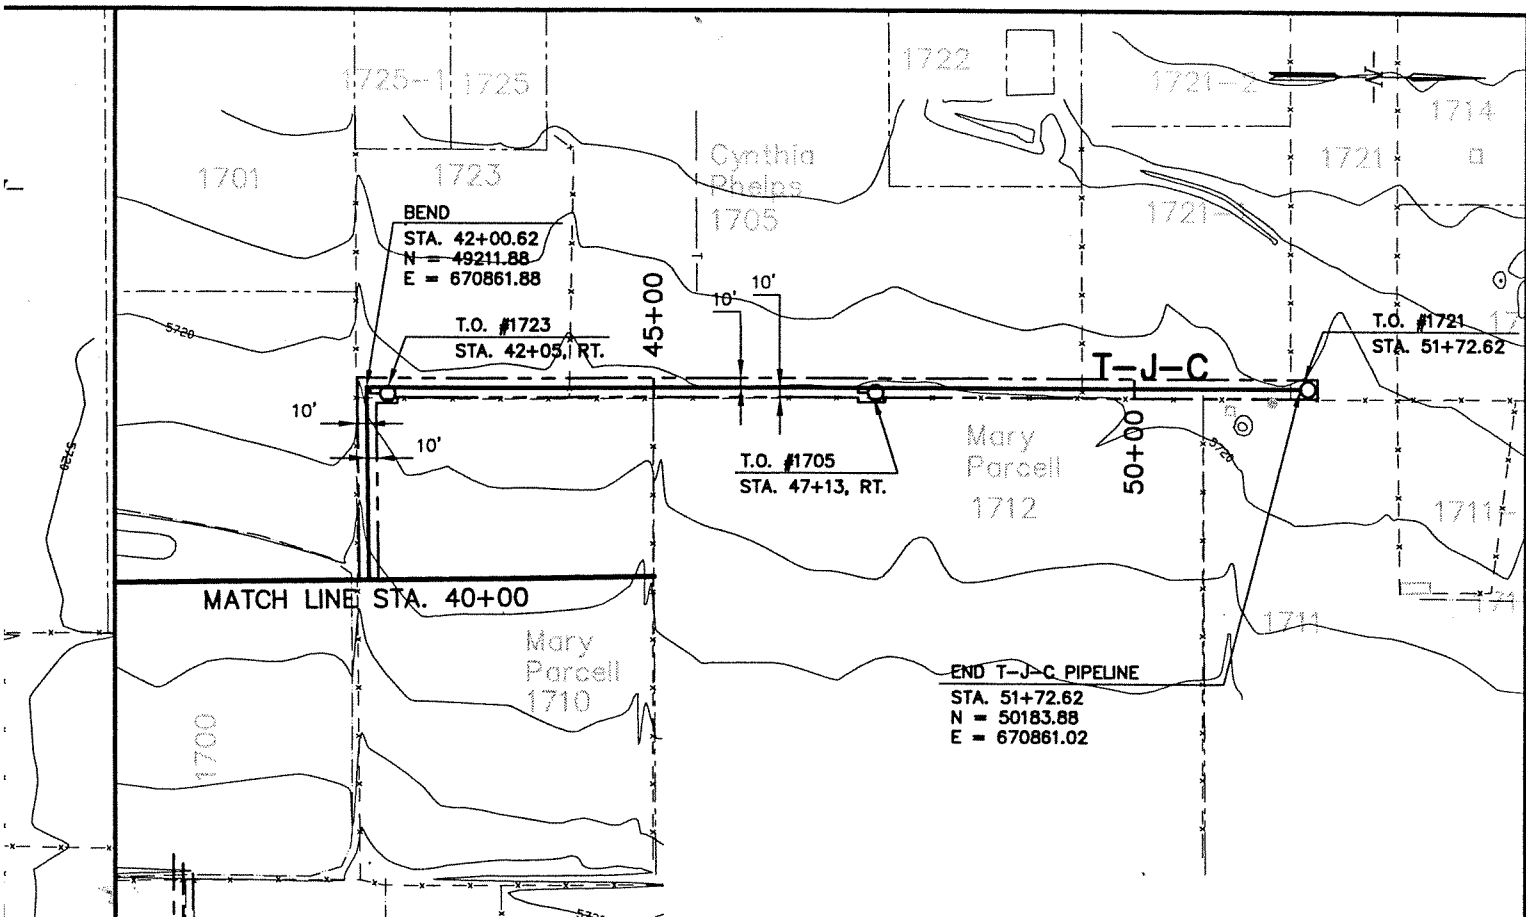 1722
1725-1
1725
1721-2
N
1714
1701
1723
Cynthia
Phelps
1705
1721
BEND
STA. 42+00.62
N = 49211.88
E = 670861.88
10'
10'
45+00
5720
T.O. #1723
STA. 42+05, RT.
T.O. #1721
STA. 51+72.62
T-J-C
10'
10'
5720
Mary
Parcell
1712
50+00
5720
T.O. #1705
STA. 47+13, RT.
MATCH LINE STA. 40+00
1711
Mary
Parcell
1710
END T-J-C PIPELINE
STA. 51+72.62
N = 50183.88
E = 670861.02
1700